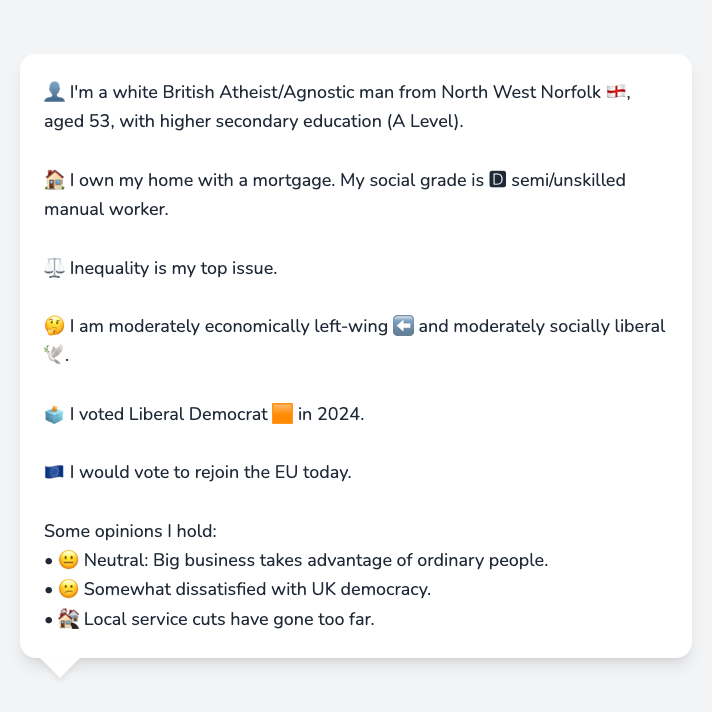 👤 I'm a white British Atheist/Agnostic man from North West Norfolk 🏴󠁧󠁢󠁥󠁮󠁧󠁿,
aged 53, with higher secondary education (A Level).
🏠 I own my home with a mortgage. My social grade is 🅳 semi/unskilled
manual worker.
⚖️ Inequality is my top issue.
🤔 I am moderately economically left-wing ⬅️ and moderately socially liberal
🕊️.
🗳️ I voted Liberal Democrat 🟧 in 2024.
🇪🇺 I would vote to rejoin the EU today.
Some opinions I hold:
• 😐 Neutral: Big business takes advantage of ordinary people.
• 🫤 Somewhat dissatisfied with UK democracy.
• 🏚️ Local service cuts have gone too far.